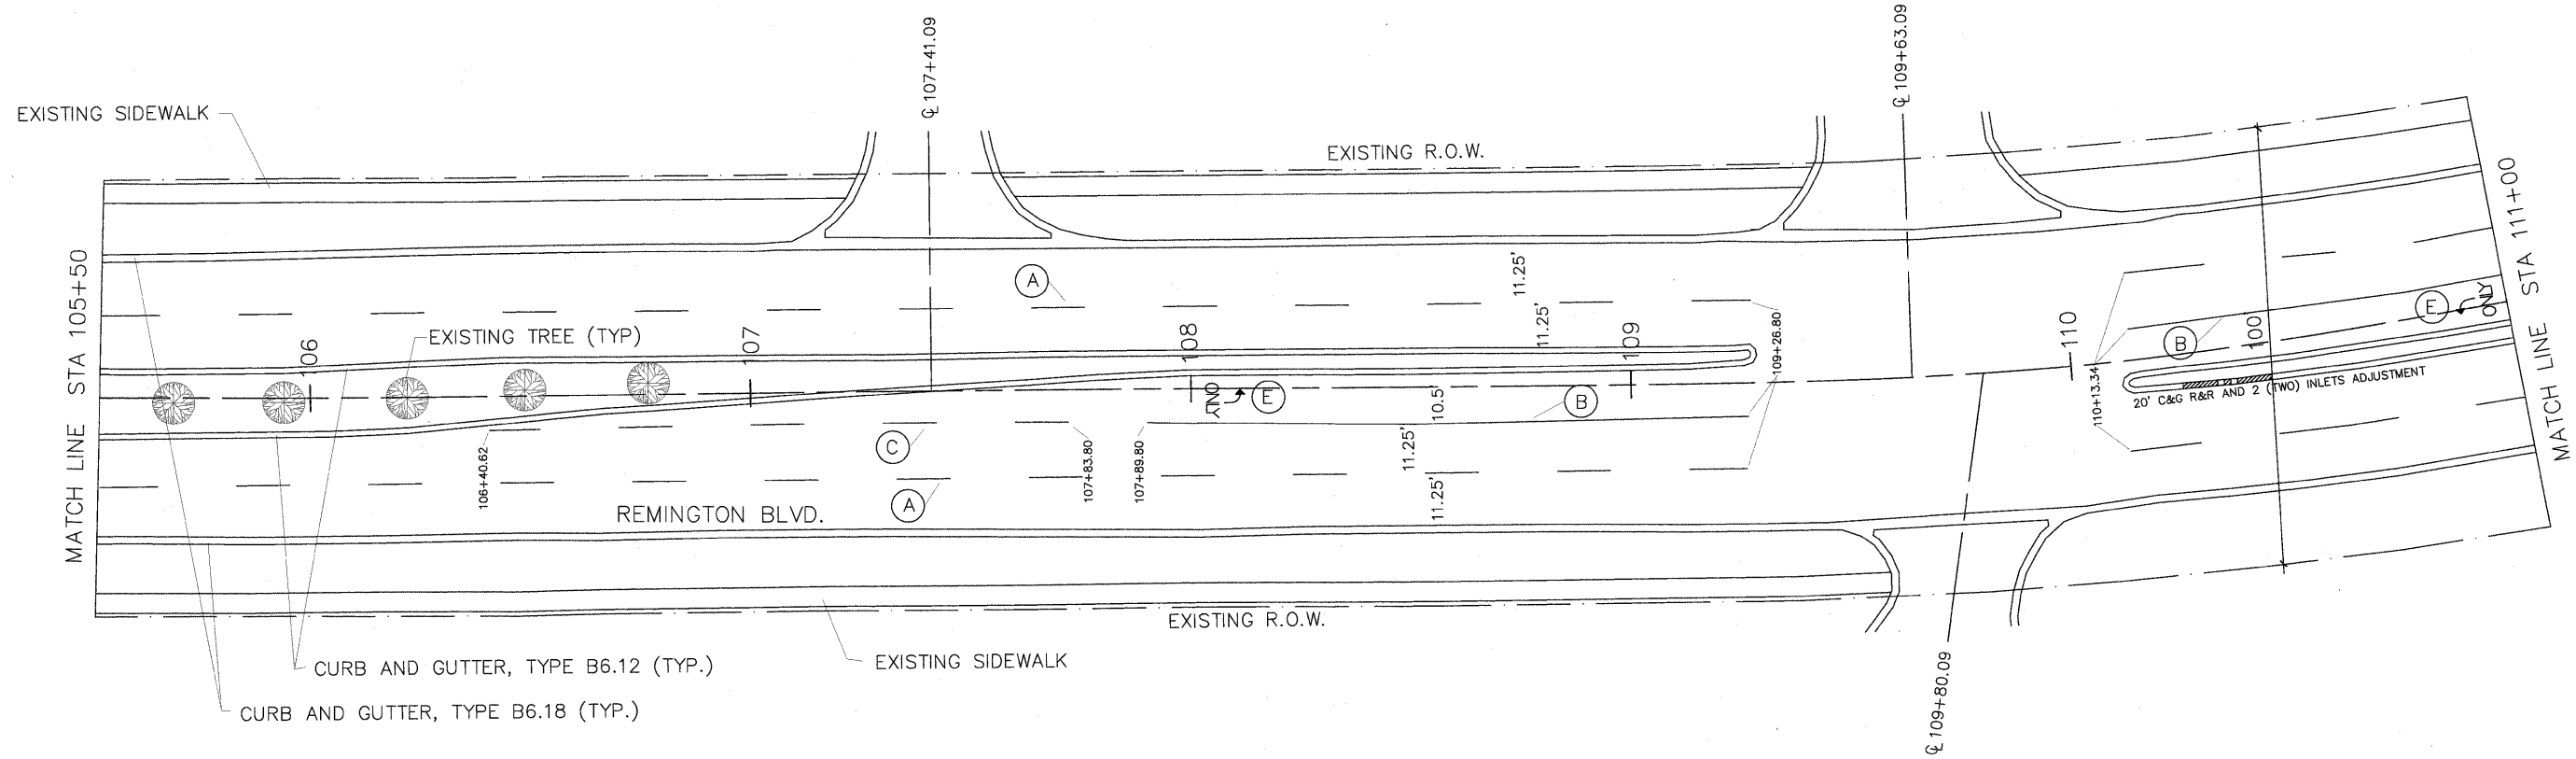 ℄ 107+41.09
℄ 109+63.09
EXISTING SIDEWALK
EXISTING R.O.W.
MATCH LINE STA 105+50
MATCH LINE STA 111+00
A
11.25'
11.25'
EXISTING TREE (TYP)
106
107
108
109
110
100
109+26.80
110+13.34
E
ONLY
B
20' C&G R&R AND 2 (TWO) INLETS ADJUSTMENT
ONLY
E
10.5'
B
C
106+40.62
107+83.80
107+89.80
11.25'
11.25'
A
REMINGTON BLVD.
EXISTING R.O.W.
EXISTING SIDEWALK
CURB AND GUTTER, TYPE B6.12 (TYP.)
CURB AND GUTTER, TYPE B6.18 (TYP.)
℄ 109+80.09